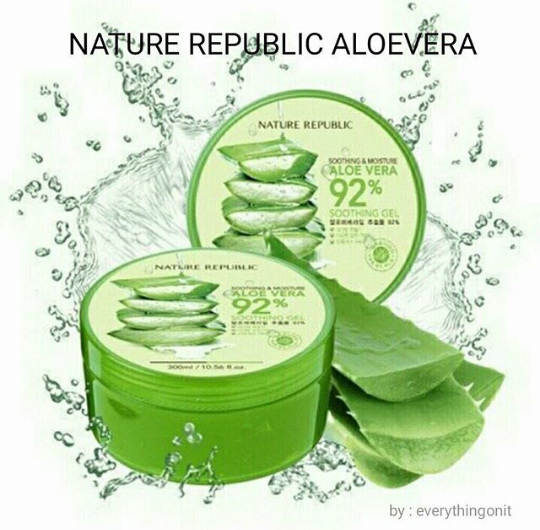 NATURE REPUBLIC ALOEVERA
NATURE REPUBLIC
SOOTHING & MOISTURE
ALOE VERA
92%
SOOTHING GEL
NATURE REPUBLIC
SOOTHING & MOISTURE
ALOE VERA
92%
SOOTHING GEL
300ml / 10.56 fl.oz.
by : everythingonit